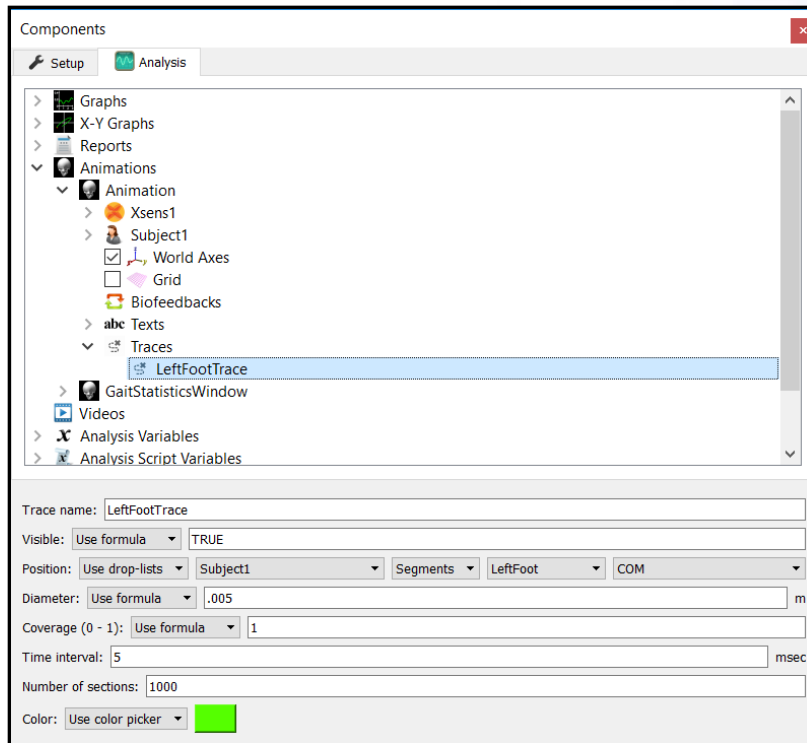 Components
Setup Analysis
Graphs
X-Y Graphs
Reports
Animations
Animation
Xsens1
Subject1
World Axes
Grid
Biofeedbacks
abc Texts
Traces
LeftFootTrace
GaitStatisticsWindow
Videos
x Analysis Variables
x Analysis Script Variables
Trace name: LeftFootTrace
Visible: Use formula TRUE
Position: Use drop-lists Subject1 Segments LeftFoot COM
Diameter: Use formula .005 m
Coverage (0 - 1): Use formula 1
Time interval: 5 msec
Number of sections: 1000
Color: Use color picker